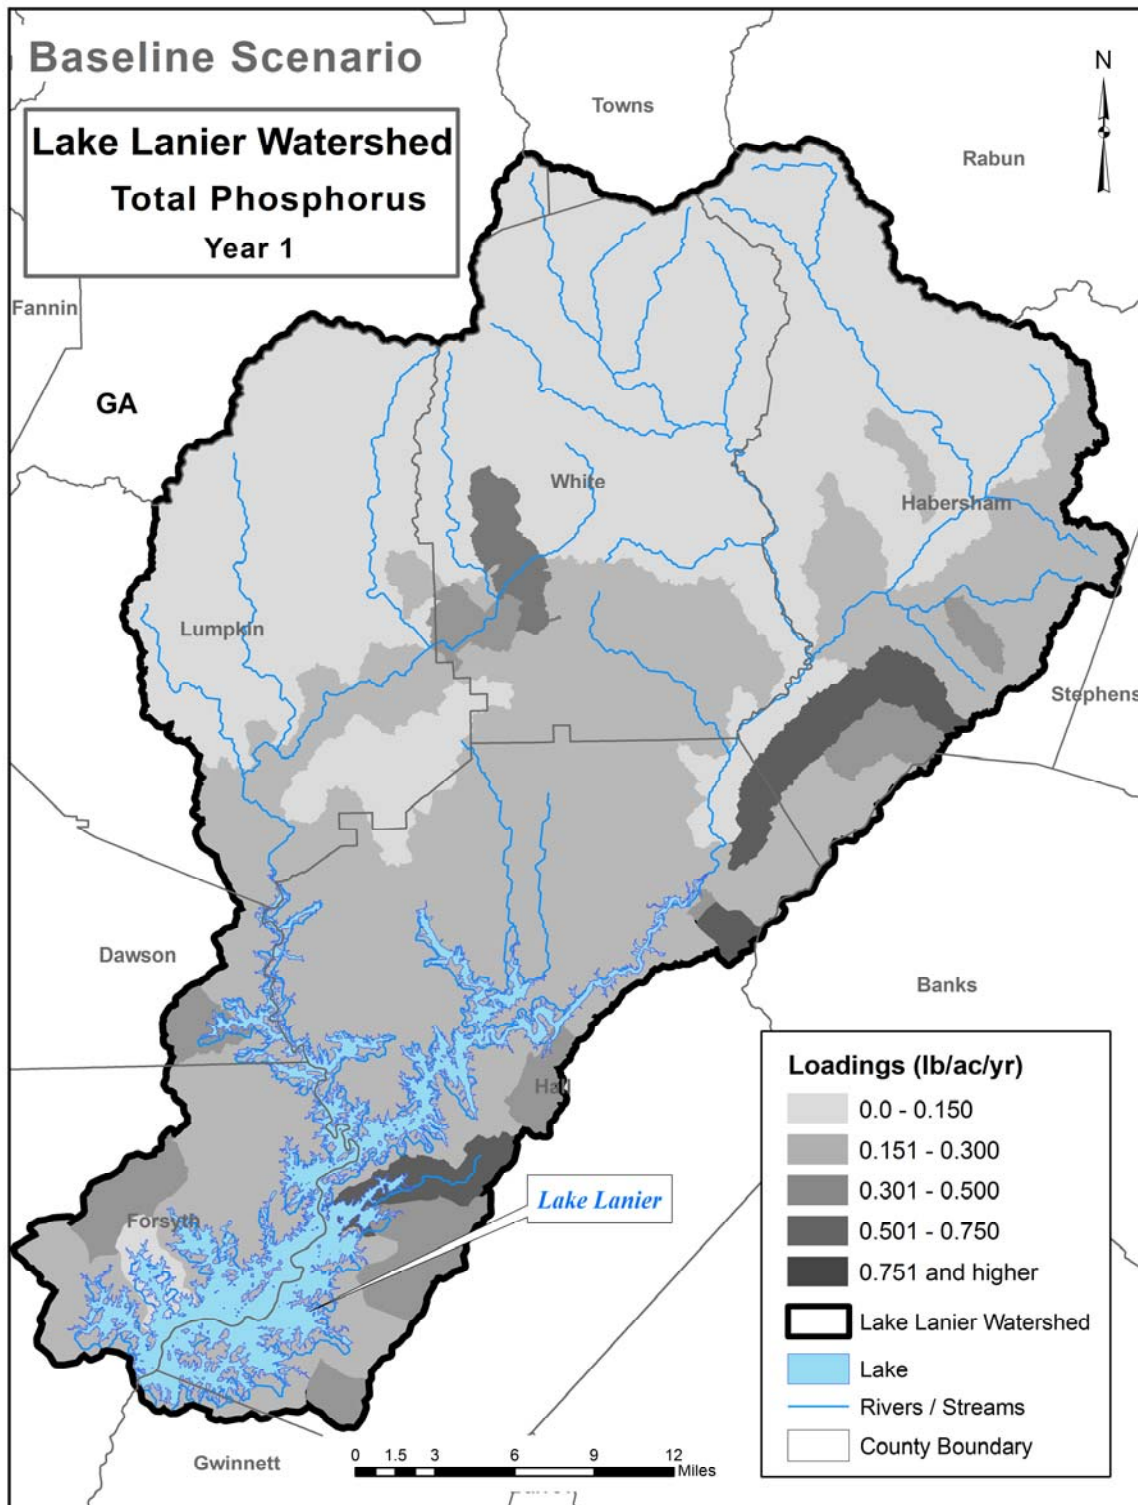 Baseline Scenario
Lake Lanier Watershed
Total Phosphorus
Year 1
N
Towns
Rabun
Fannin
GA
White
Habersham
Lumpkin
Stephens
Dawson
Banks
Hall
Lake Lanier
Forsyth
Gwinnett
Loadings (lb/ac/yr)
0.0 - 0.150
0.151 - 0.300
0.301 - 0.500
0.501 - 0.750
0.751 and higher
Lake Lanier Watershed
Lake
Rivers / Streams
County Boundary
0 1.5 3 6 9 12
Miles